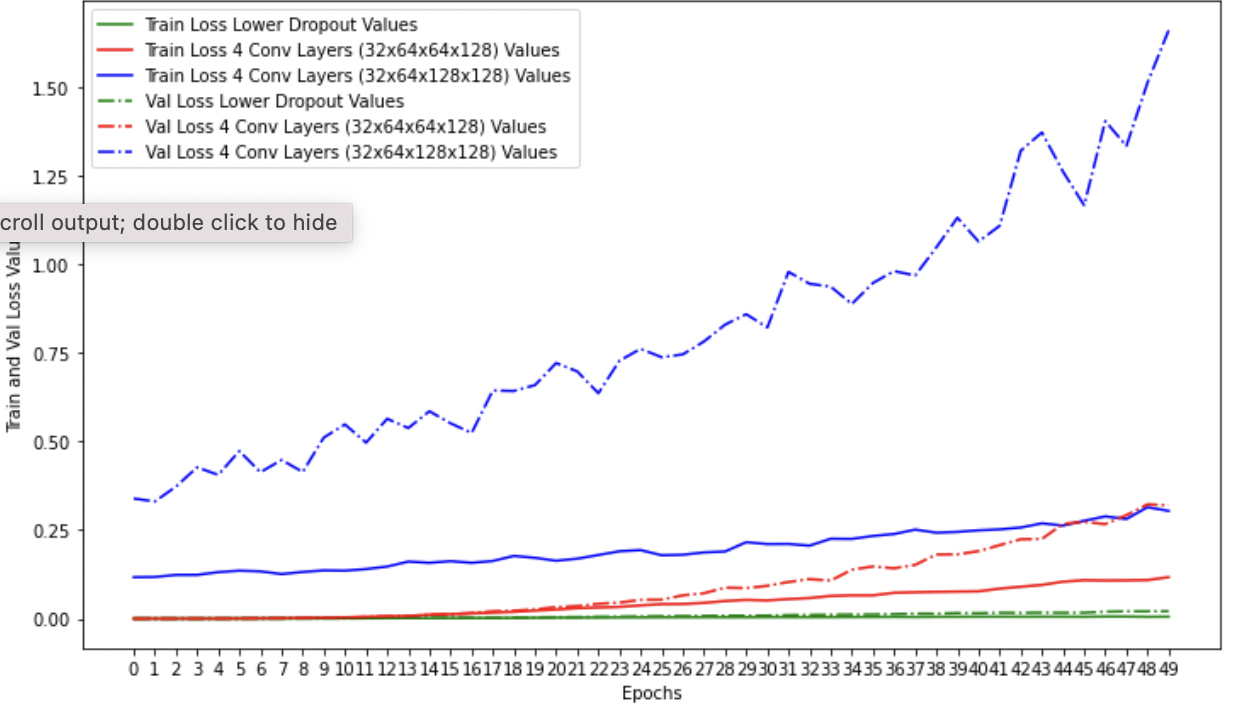 Train Loss Lower Dropout Values
Train Loss 4 Conv Layers (32x64x64x128) Values
Train Loss 4 Conv Layers (32x64x128x128) Values
Val Loss Lower Dropout Values
Val Loss 4 Conv Layers (32x64x64x128) Values
Val Loss 4 Conv Layers (32x64x128x128) Values
1.50
1.25
croll output; double click to hide
1.00
0.75
0.50
0.25
0.00
Train and Val Loss Valu
0 1 2 3 4 5 6 7 8 9 10 11 12 13 14 15 16 17 18 19 20 21 22 23 24 25 26 27 28 29 30 31 32 33 34 35 36 37 38 39 40 41 42 43 44 45 46 47 48 49
Epochs